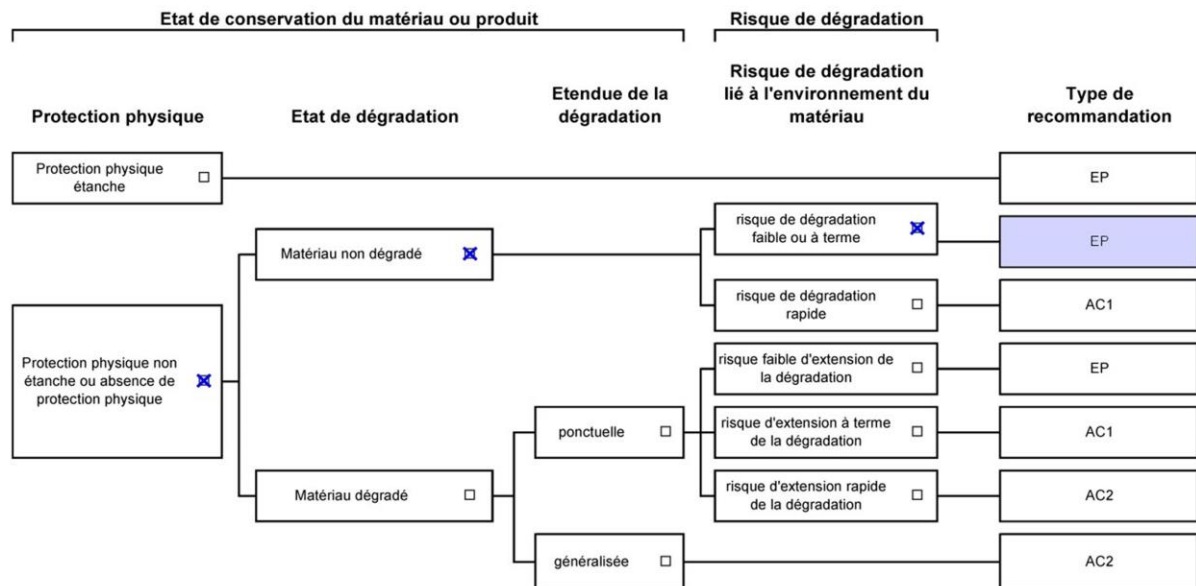 Etat de conservation du matériau ou produit
Risque de dégradation
Protection physique
Etat de dégradation
Etendue de la
dégradation
Risque de dégradation
lié à l'environnement du
matériau
Type de
recommandation
Protection physique
étanche
EP
risque de dégradation
faible ou à terme
EP
Matériau non dégradé
risque de dégradation
rapide
AC1
Protection physique non
étanche ou absence de
protection physique
risque faible d'extension de
la dégradation
EP
ponctuelle
risque d'extension à terme
de la dégradation
AC1
Matériau dégradé
risque d'extension rapide
de la dégradation
AC2
généralisée
AC2